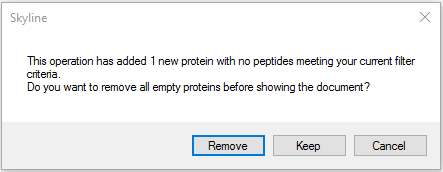 Skyline
This operation has added 1 new protein with no peptides meeting your current filter
criteria.
Do you want to remove all empty proteins before showing the document?
Remove Keep Cancel